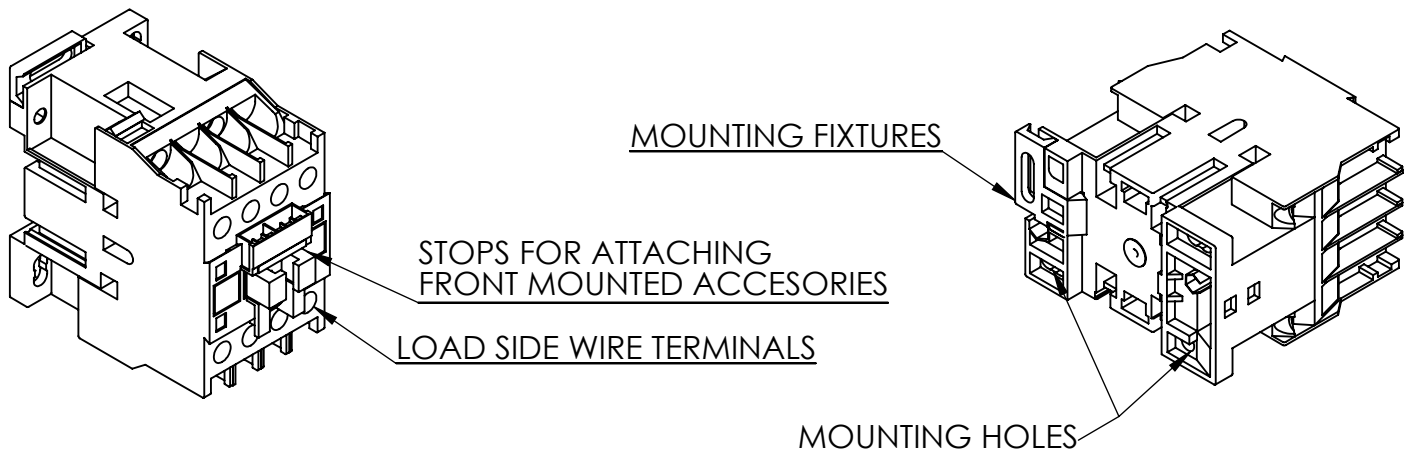 MOUNTING FIXTURES
STOPS FOR ATTACHING
FRONT MOUNTED ACCESORIES
LOAD SIDE WIRE TERMINALS
MOUNTING HOLES